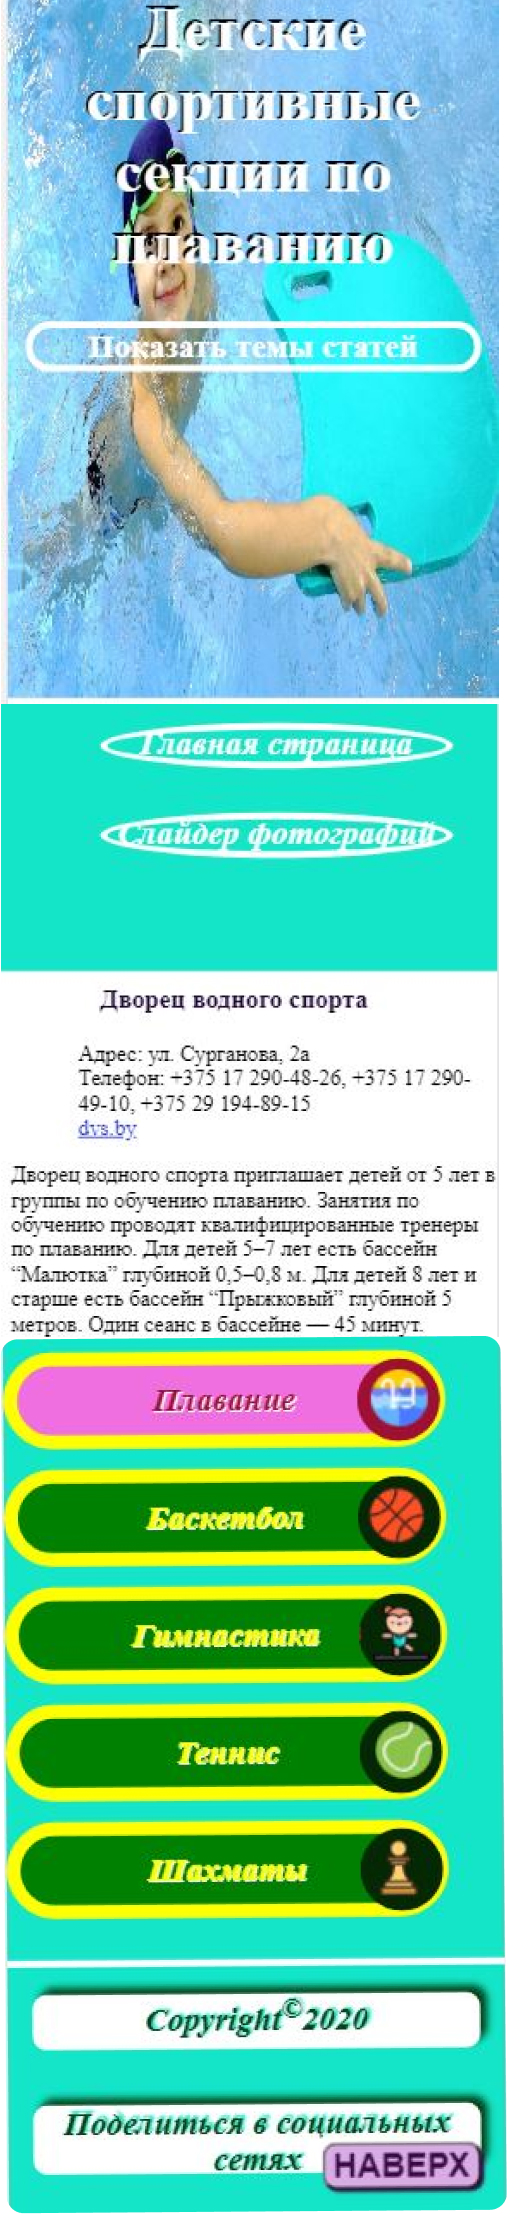 Детские
спортивные
секции по
плаванию
Показать темы статей
Главная страница
Слайдер фотографий
Дворец водного спорта
Адрес: ул. Сурганова, 2а
Телефон: +375 17 290-48-26, +375 17 290-
49-10, +375 29 194-89-15
dvs.by
Дворец водного спорта приглашает детей от 5 лет в
группы по обучению плаванию. Занятия по
обучению проводят квалифицированные тренеры
по плаванию. Для детей 5–7 лет есть бассейн
“Малютка” глубиной 0,5–0,8 м. Для детей 8 лет и
старше есть бассейн “Прыжковый” глубиной 5
метров. Один сеанс в бассейне — 45 минут.
Плавание
Баскетбол
Гимнастика
Теннис
Шахматы
Copyright©2020
Поделиться в социальных
сетях
НАВЕРХ